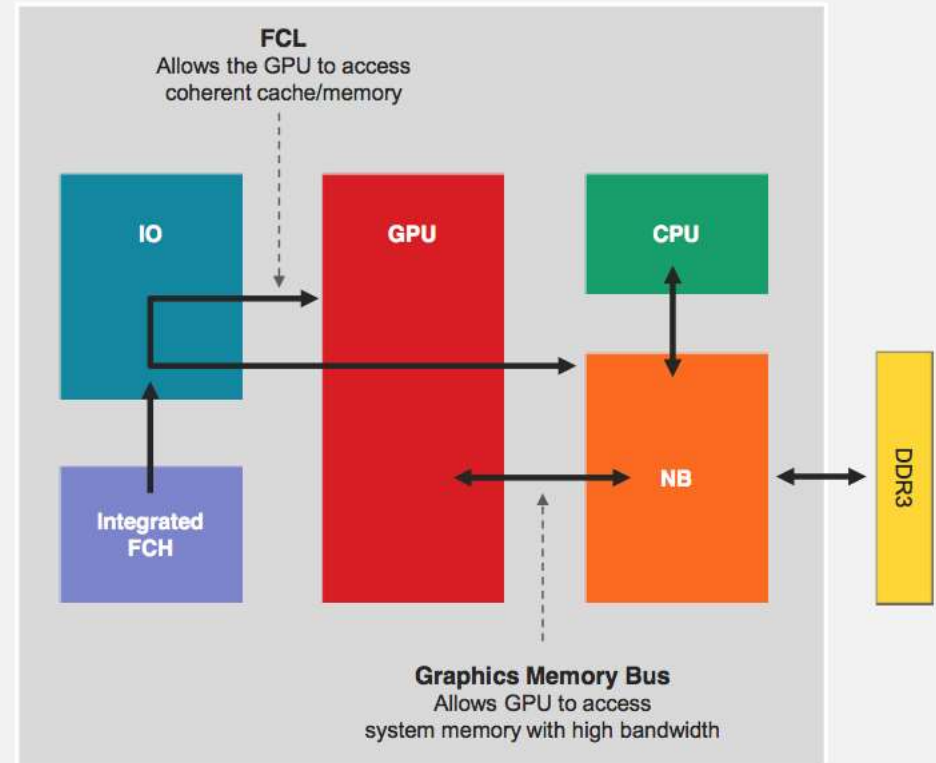 FCL
Allows the GPU to access
coherent cache/memory
IO
GPU
CPU
Integrated
FCH
NB
DDR3
Graphics Memory Bus
Allows GPU to access
system memory with high bandwidth